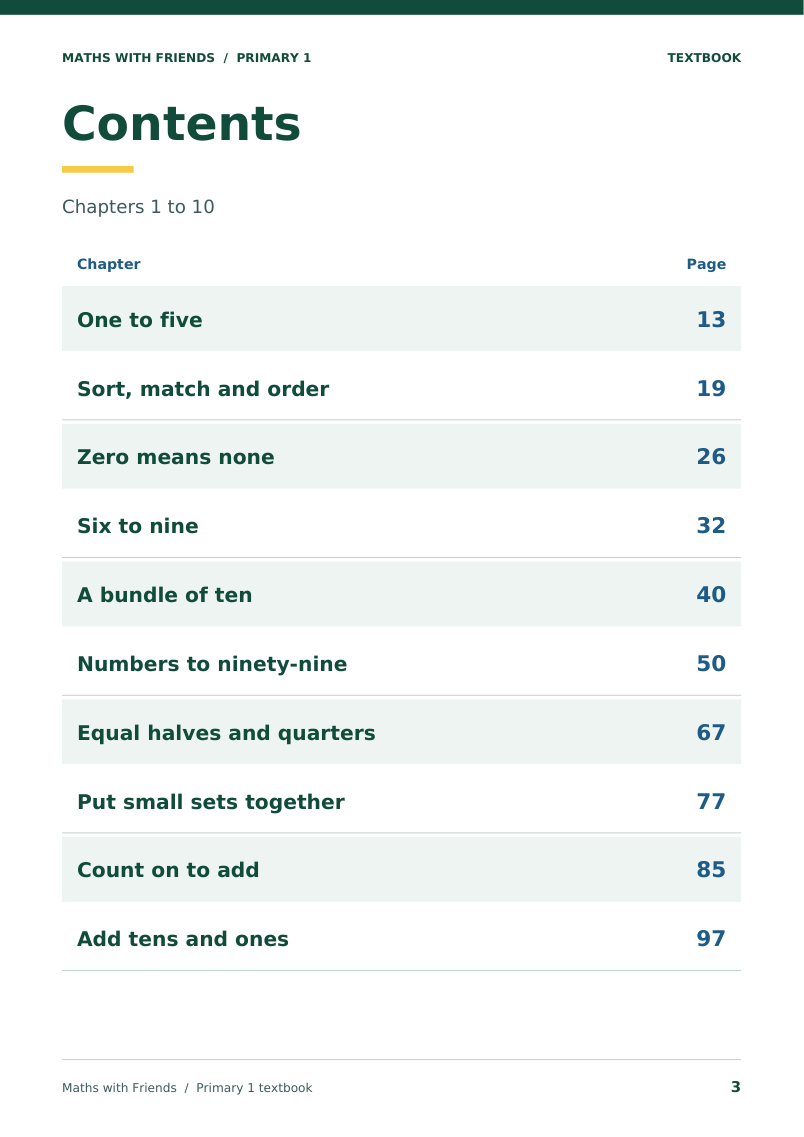 MATHS WITH FRIENDS / PRIMARY 1 TEXTBOOK
Contents
Chapters 1 to 10
Chapter Page
One to five 13
Sort, match and order 19
Zero means none 26
Six to nine 32
A bundle of ten 40
Numbers to ninety-nine 50
Equal halves and quarters 67
Put small sets together 77
Count on to add 85
Add tens and ones 97
Maths with Friends / Primary 1 textbook 3